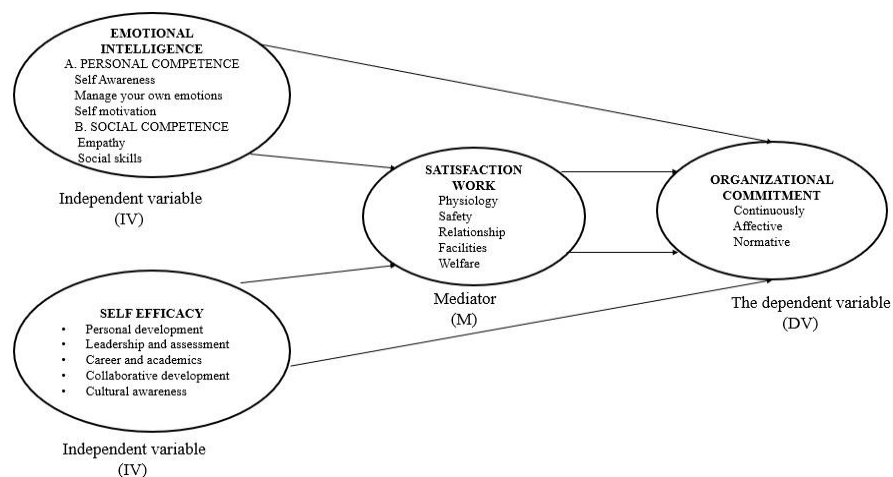 EMOTIONAL
INTELLIGENCE
A. PERSONAL COMPETENCE
Self Awareness
Manage your own emotions
Self motivation
B. SOCIAL COMPETENCE
Empathy
Social skills
Independent variable
(IV)
SATISFACTION
WORK
Physiology
Safety
Relationship
Facilities
Welfare
Mediator
(M)
ORGANIZATIONAL
COMMITMENT
Continuously
Affective
Normative
The dependent variable
(DV)
SELF EFFICACY
• Personal development
• Leadership and assessment
• Career and academics
• Collaborative development
• Cultural awareness
Independent variable
(IV)